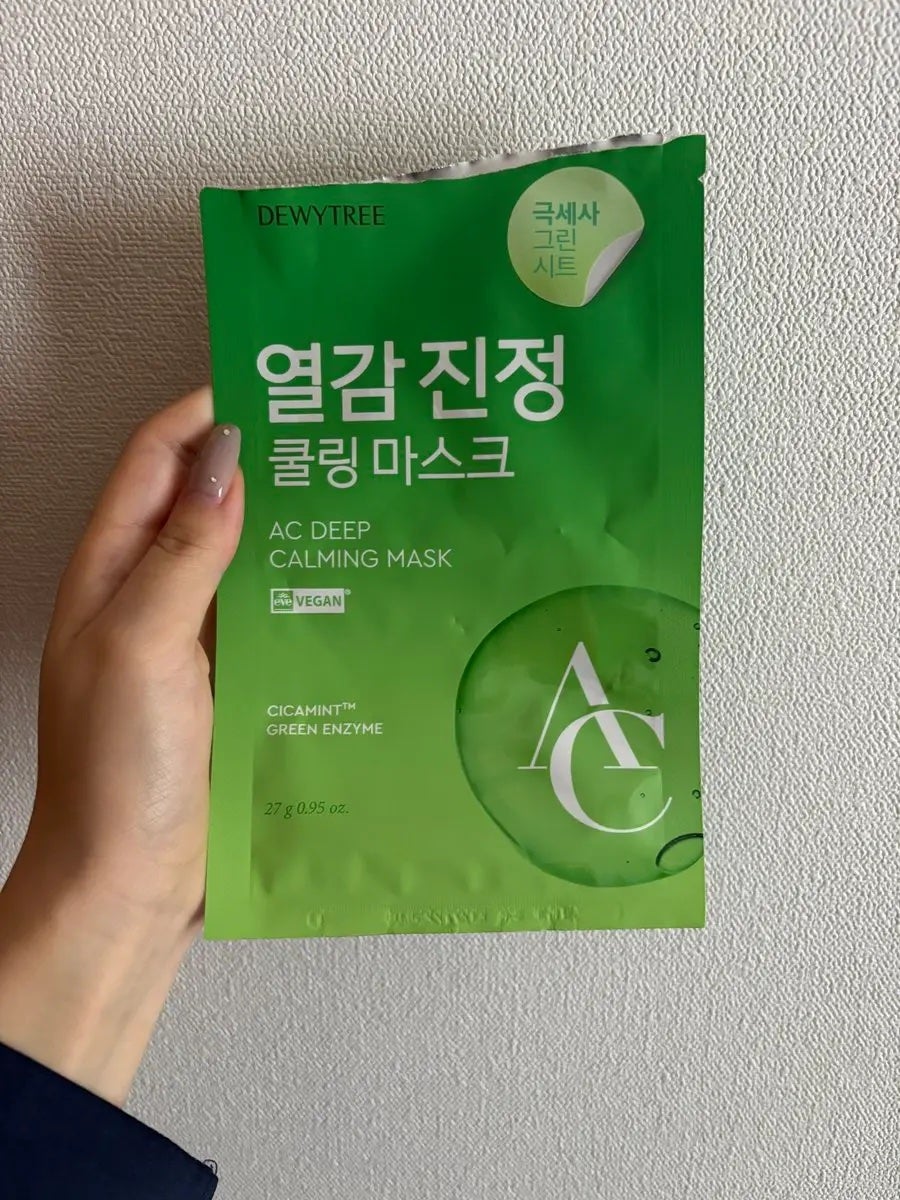 DEWYTREE
극세사
그린
시트
열감 진정
쿨링 마스크
AC DEEP
CALMING MASK
eve VEGAN®
CICAMINT™
GREEN ENZYME
27 g 0.95 oz.
AC